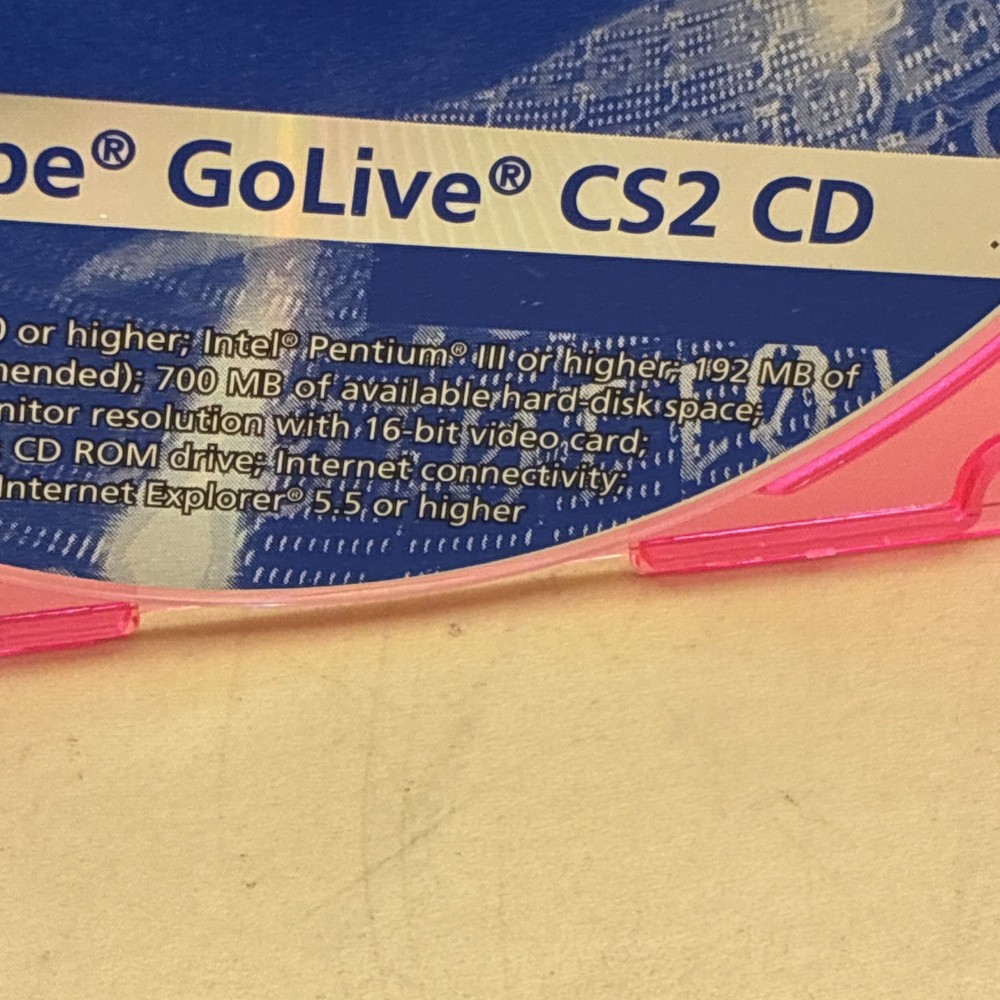 be® GoLive® CS2 CD
0 or higher; Intel® Pentium® III or higher; 192 MB of
mended); 700 MB of available hard-disk space;
nitor resolution with 16-bit video card;
CD ROM drive; Internet connectivity;
Internet Explorer® 5.5 or higher